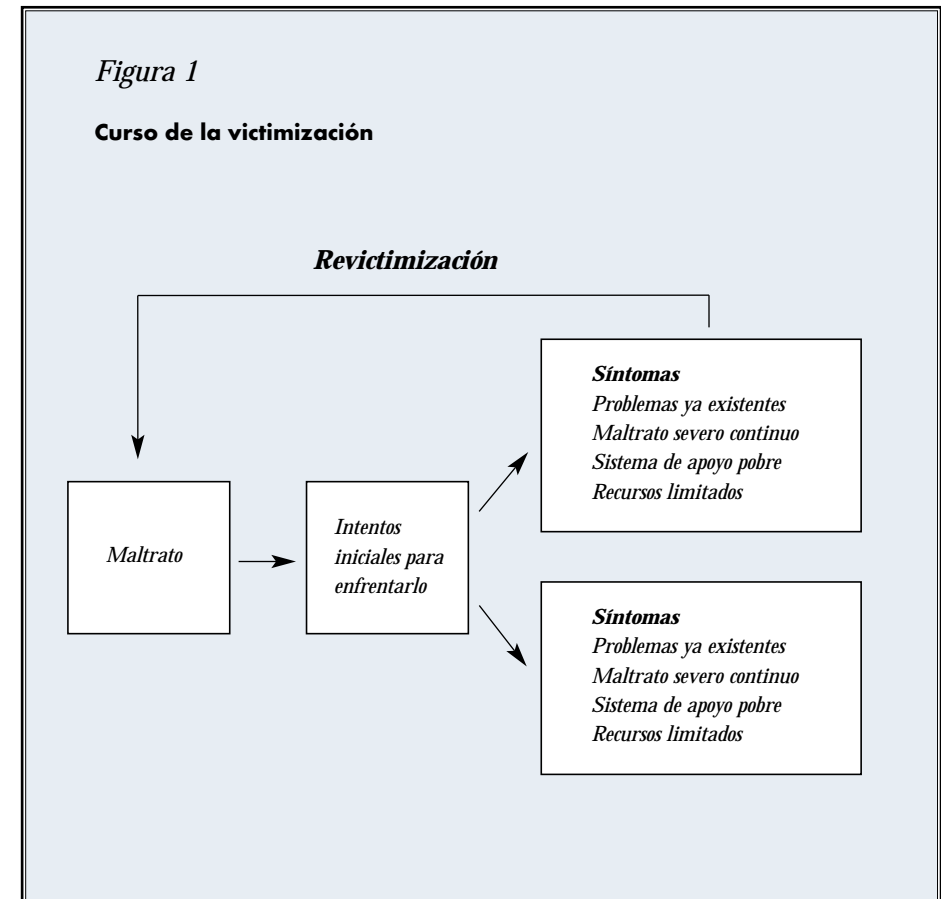 Figura 1
Curso de la victimización
Revictimización
Maltrato
Intentos
iniciales para
enfrentarlo
Síntomas
Problemas ya existentes
Maltrato severo continuo
Sistema de apoyo pobre
Recursos limitados
Síntomas
Problemas ya existentes
Maltrato severo continuo
Sistema de apoyo pobre
Recursos limitados